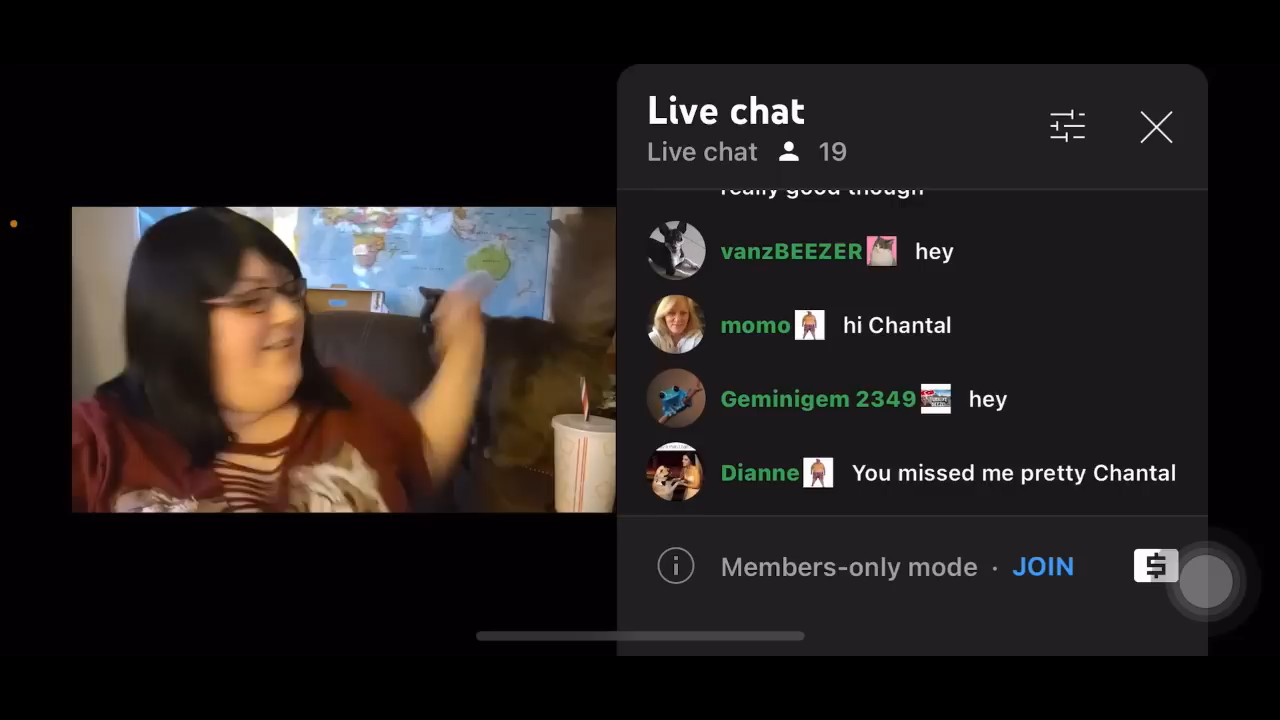 Live chat
Live chat 19
really good though
vanzBEEZER hey
momo hi Chantal
Geminigem 2349 hey
Dianne You missed me pretty Chantal
Members-only mode · JOIN
$